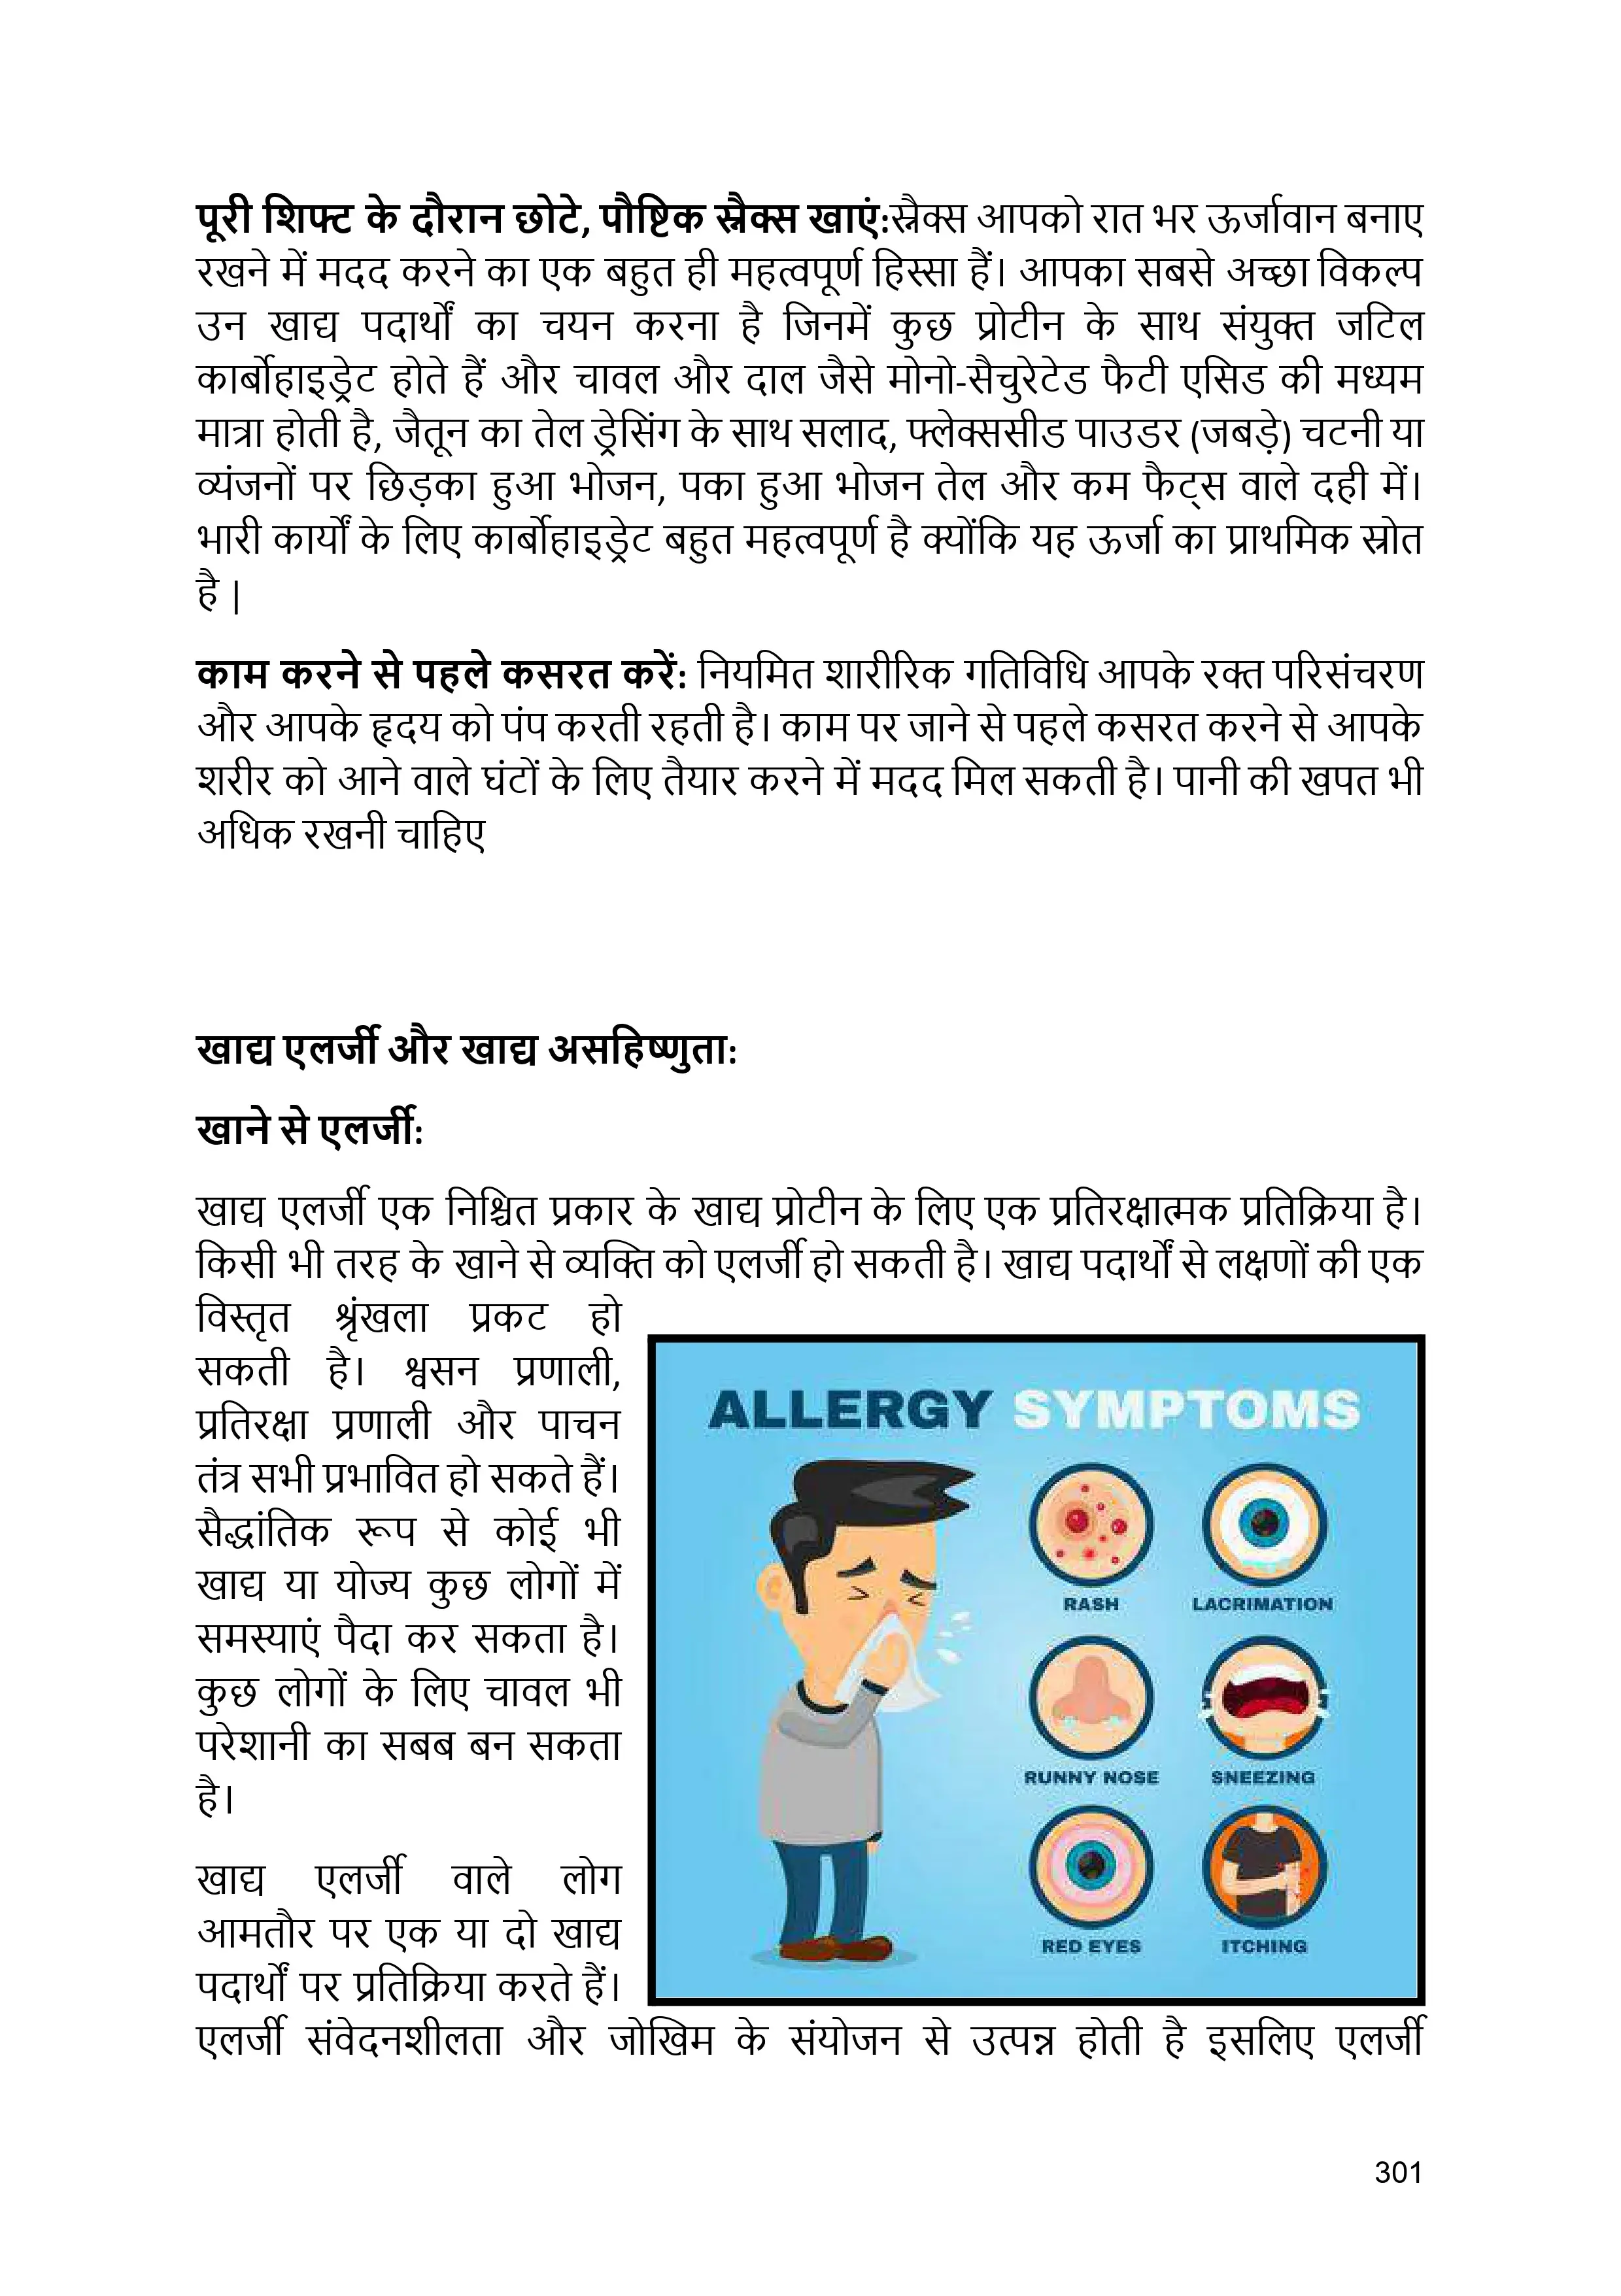 पूरी शिफ्ट के दौरान छोटे, पौष्टिक स्नैक्स खाएं:स्नैक्स आपको रात भर ऊर्जावान बनाए
रखने में मदद करने का एक बहुत ही महत्वपूर्ण हिस्सा हैं। आपका सबसे अच्छा विकल्प
उन खाद्य पदार्थों का चयन करना है जिनमें कुछ प्रोटीन के साथ संयुक्त जटिल
कार्बोहाइड्रेट होते हैं और चावल और दाल जैसे मोनो-सैचुरेटेड फैटी एसिड की मध्यम
मात्रा होती है, जैतून का तेल ड्रेसिंग के साथ सलाद, फ्लेक्ससीड पाउडर (जबड़े) चटनी या
व्यंजनों पर छिड़का हुआ भोजन, पका हुआ भोजन तेल और कम फैट्स वाले दही में।
भारी कार्यों के लिए कार्बोहाइड्रेट बहुत महत्वपूर्ण है क्योंकि यह ऊर्जा का प्राथमिक स्रोत
है |
काम करने से पहले कसरत करें: नियमित शारीरिक गतिविधि आपके रक्त परिसंचरण
और आपके हृदय को पंप करती रहती है। काम पर जाने से पहले कसरत करने से आपके
शरीर को आने वाले घंटों के लिए तैयार करने में मदद मिल सकती है। पानी की खपत भी
अधिक रखनी चाहिए
खाद्य एलर्जी और खाद्य असहिष्णुता:
खाने से एलर्जी:
खाद्य एलर्जी एक निश्चित प्रकार के खाद्य प्रोटीन के लिए एक प्रतिरक्षात्मक प्रतिक्रिया है।
किसी भी तरह के खाने से व्यक्ति को एलर्जी हो सकती है। खाद्य पदार्थों से लक्षणों की एक
विस्तृत श्रृंखला प्रकट हो
सकती है। श्वसन प्रणाली,
प्रतिरक्षा प्रणाली और पाचन
तंत्र सभी प्रभावित हो सकते हैं।
सैद्धांतिक रूप से कोई भी
खाद्य या योज्य कुछ लोगों में
समस्याएं पैदा कर सकता है।
कुछ लोगों के लिए चावल भी
परेशानी का सबब बन सकता
है।
खाद्य एलर्जी वाले लोग
आमतौर पर एक या दो खाद्य
पदार्थों पर प्रतिक्रिया करते हैं।
एलर्जी संवेदनशीलता और जोखिम के संयोजन से उत्पन्न होती है इसलिए एलर्जी
ALLERGY SYMPTOMS
RASH LACRIMATION
RUNNY NOSE SNEEZING
RED EYES ITCHING
301